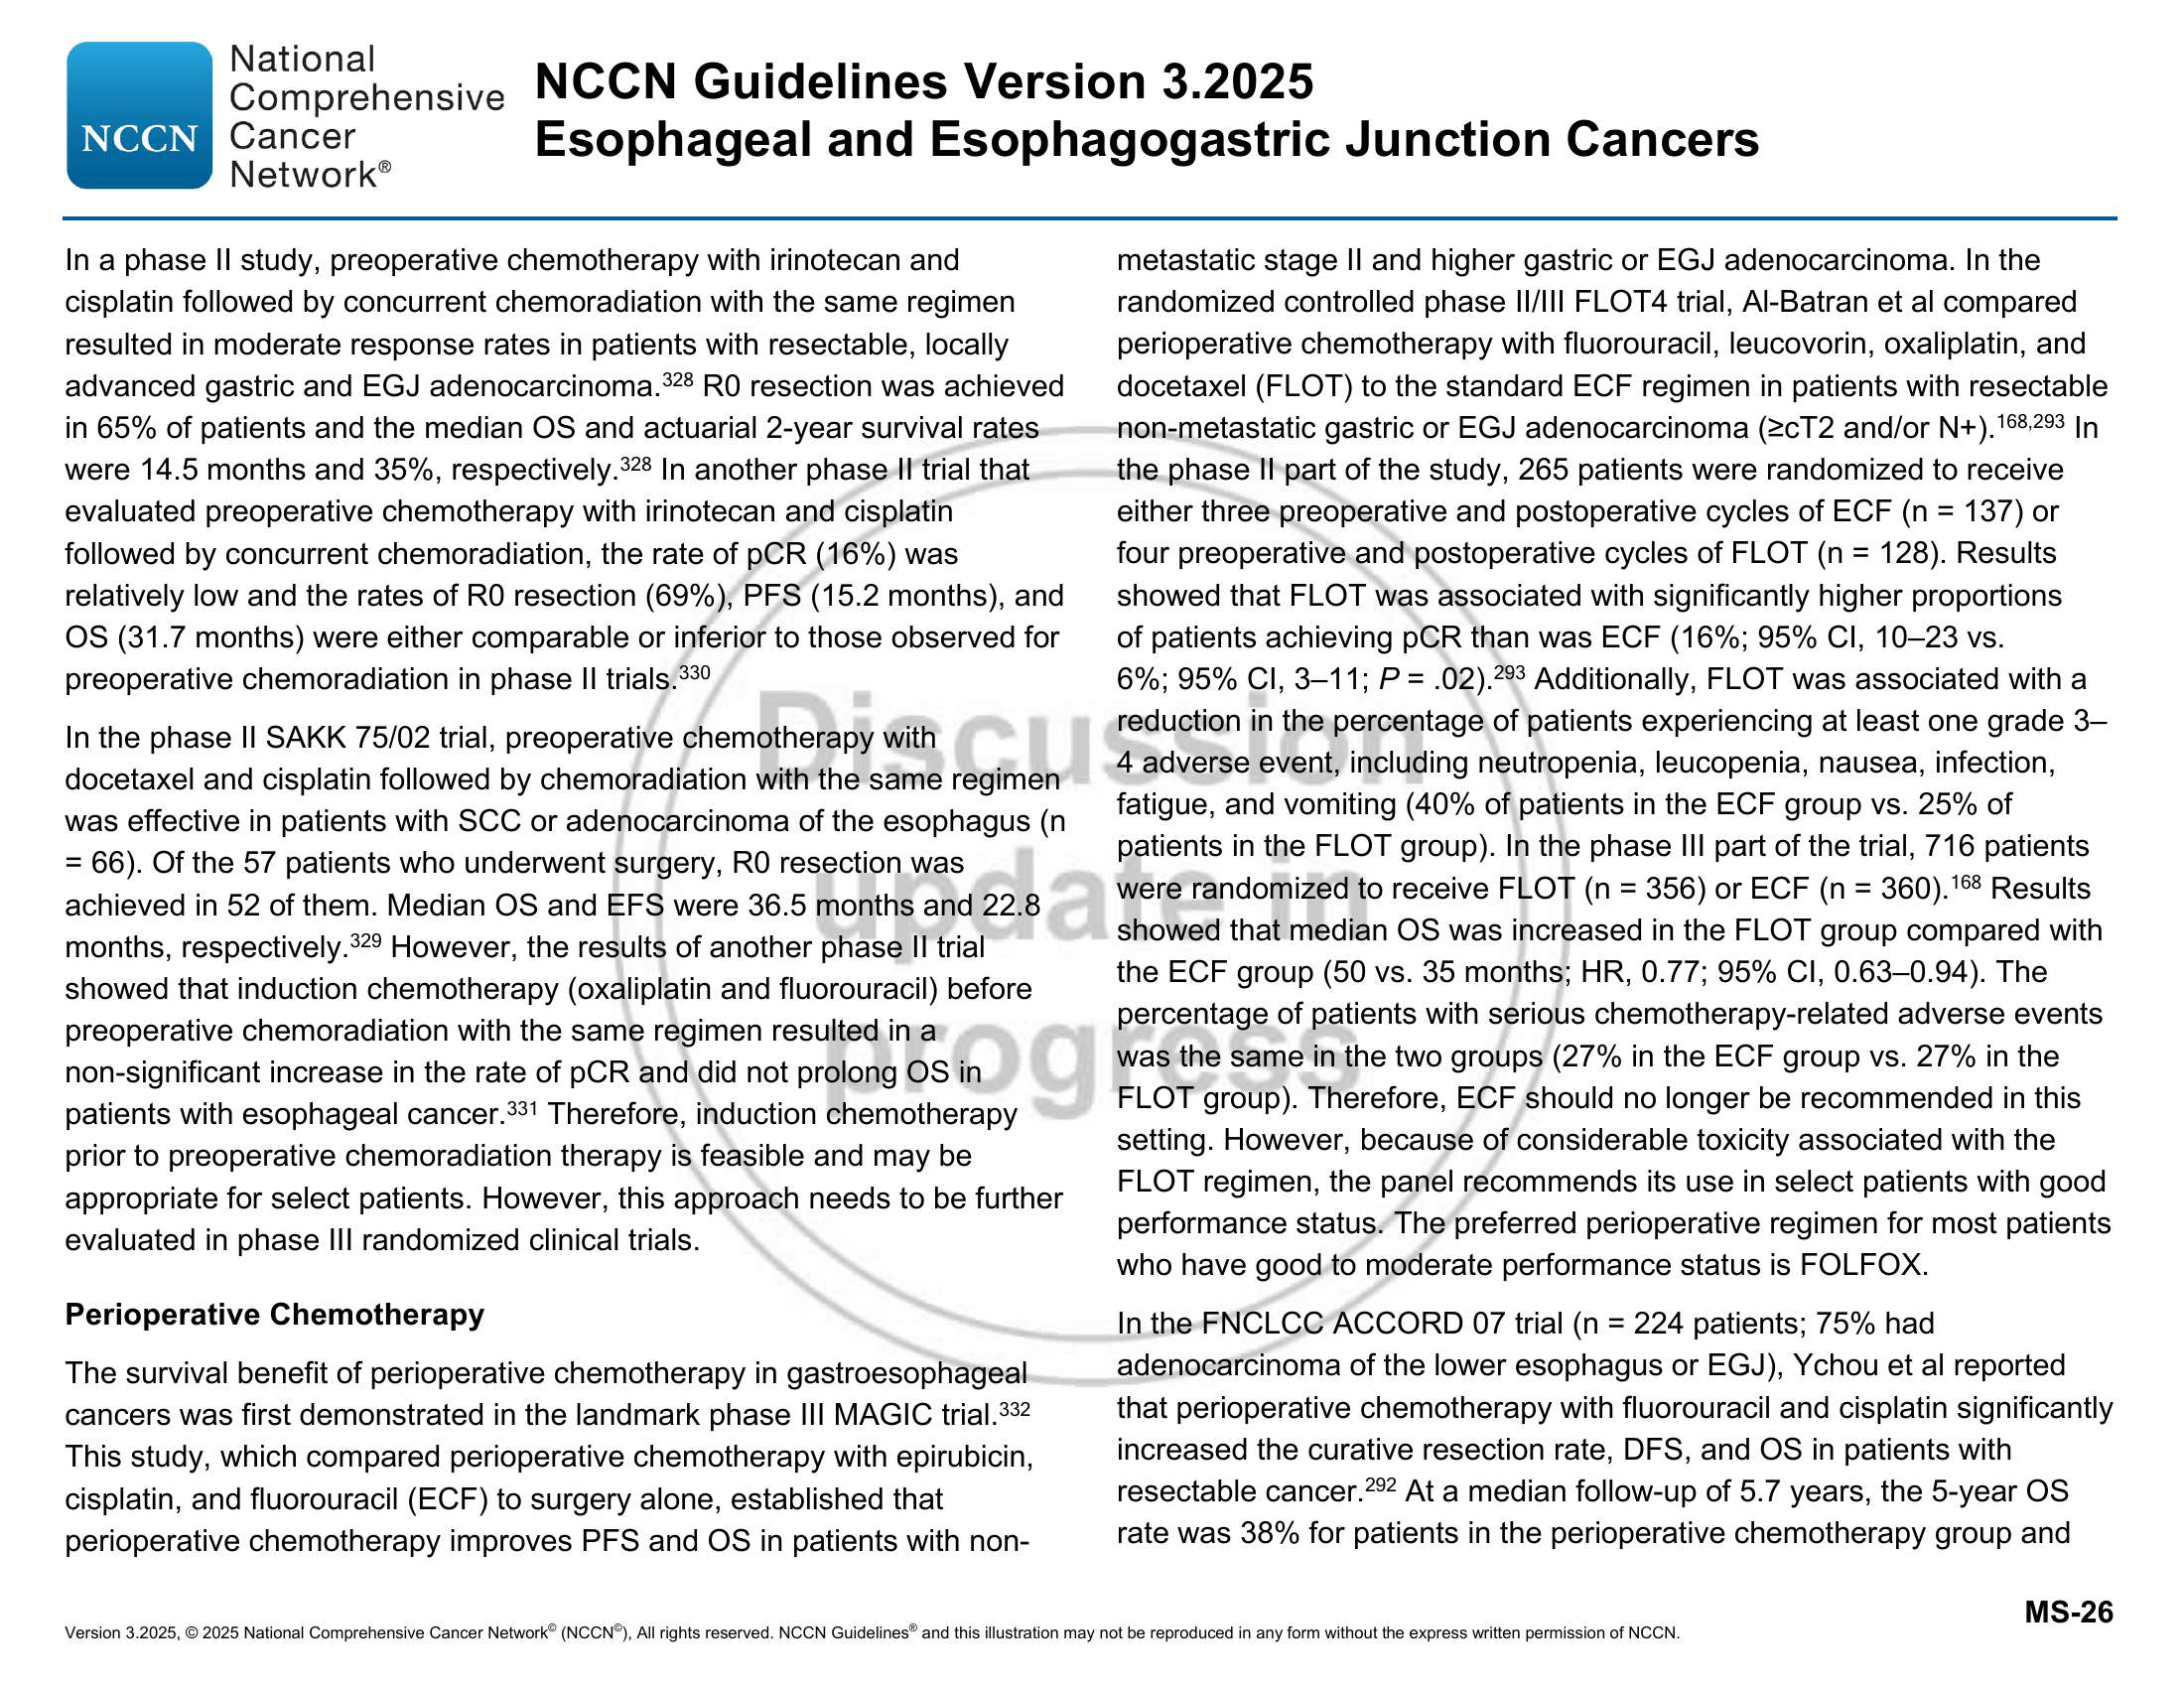 NCCN
National
Comprehensive
Cancer
Network®
NCCN Guidelines Version 3.2025
Esophageal and Esophagogastric Junction Cancers
In a phase II study, preoperative chemotherapy with irinotecan and
cisplatin followed by concurrent chemoradiation with the same regimen
resulted in moderate response rates in patients with resectable, locally
advanced gastric and EGJ adenocarcinoma.328 R0 resection was achieved
in 65% of patients and the median OS and actuarial 2-year survival rates
were 14.5 months and 35%, respectively.328 In another phase II trial that
evaluated preoperative chemotherapy with irinotecan and cisplatin
followed by concurrent chemoradiation, the rate of pCR (16%) was
relatively low and the rates of R0 resection (69%), PFS (15.2 months), and
OS (31.7 months) were either comparable or inferior to those observed for
preoperative chemoradiation in phase II trials.330
In the phase II SAKK 75/02 trial, preoperative chemotherapy with
docetaxel and cisplatin followed by chemoradiation with the same regimen
was effective in patients with SCC or adenocarcinoma of the esophagus (n
= 66). Of the 57 patients who underwent surgery, R0 resection was
achieved in 52 of them. Median OS and EFS were 36.5 months and 22.8
months, respectively.329 However, the results of another phase II trial
showed that induction chemotherapy (oxaliplatin and fluorouracil) before
preoperative chemoradiation with the same regimen resulted in a
non-significant increase in the rate of pCR and did not prolong OS in
patients with esophageal cancer.331 Therefore, induction chemotherapy
prior to preoperative chemoradiation therapy is feasible and may be
appropriate for select patients. However, this approach needs to be further
evaluated in phase III randomized clinical trials.
Perioperative Chemotherapy
The survival benefit of perioperative chemotherapy in gastroesophageal
cancers was first demonstrated in the landmark phase III MAGIC trial.332
This study, which compared perioperative chemotherapy with epirubicin,
cisplatin, and fluorouracil (ECF) to surgery alone, established that
perioperative chemotherapy improves PFS and OS in patients with non-
metastatic stage II and higher gastric or EGJ adenocarcinoma. In the
randomized controlled phase II/III FLOT4 trial, Al-Batran et al compared
perioperative chemotherapy with fluorouracil, leucovorin, oxaliplatin, and
docetaxel (FLOT) to the standard ECF regimen in patients with resectable
non-metastatic gastric or EGJ adenocarcinoma (≥cT2 and/or N+).168,293 In
the phase II part of the study, 265 patients were randomized to receive
either three preoperative and postoperative cycles of ECF (n = 137) or
four preoperative and postoperative cycles of FLOT (n = 128). Results
showed that FLOT was associated with significantly higher proportions
of patients achieving pCR than was ECF (16%; 95% CI, 10–23 vs.
6%; 95% CI, 3–11; P = .02).293 Additionally, FLOT was associated with a
reduction in the percentage of patients experiencing at least one grade 3–
4 adverse event, including neutropenia, leucopenia, nausea, infection,
fatigue, and vomiting (40% of patients in the ECF group vs. 25% of
patients in the FLOT group). In the phase III part of the trial, 716 patients
were randomized to receive FLOT (n = 356) or ECF (n = 360).168 Results
showed that median OS was increased in the FLOT group compared with
the ECF group (50 vs. 35 months; HR, 0.77; 95% CI, 0.63–0.94). The
percentage of patients with serious chemotherapy-related adverse events
was the same in the two groups (27% in the ECF group vs. 27% in the
FLOT group). Therefore, ECF should no longer be recommended in this
setting. However, because of considerable toxicity associated with the
FLOT regimen, the panel recommends its use in select patients with good
performance status. The preferred perioperative regimen for most patients
who have good to moderate performance status is FOLFOX.
In the FNCLCC ACCORD 07 trial (n = 224 patients; 75% had
adenocarcinoma of the lower esophagus or EGJ), Ychou et al reported
that perioperative chemotherapy with fluorouracil and cisplatin significantly
increased the curative resection rate, DFS, and OS in patients with
resectable cancer.292 At a median follow-up of 5.7 years, the 5-year OS
rate was 38% for patients in the perioperative chemotherapy group and
Discussion
update in
progress
MS-26
Version 3.2025, © 2025 National Comprehensive Cancer Network© (NCCN©), All rights reserved. NCCN Guidelines® and this illustration may not be reproduced in any form without the express written permission of NCCN.